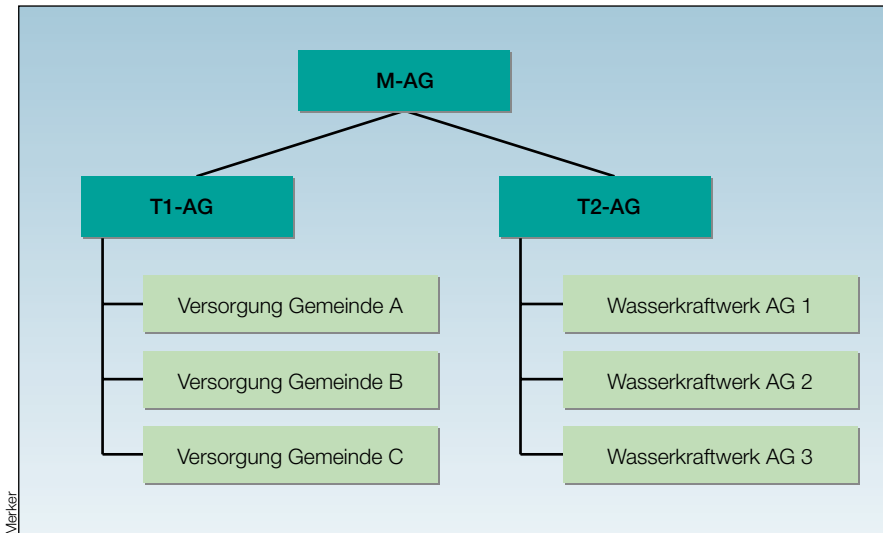 M-AG
T1-AG
T2-AG
Versorgung Gemeinde A
Versorgung Gemeinde B
Versorgung Gemeinde C
Wasserkraftwerk AG 1
Wasserkraftwerk AG 2
Wasserkraftwerk AG 3
Merker